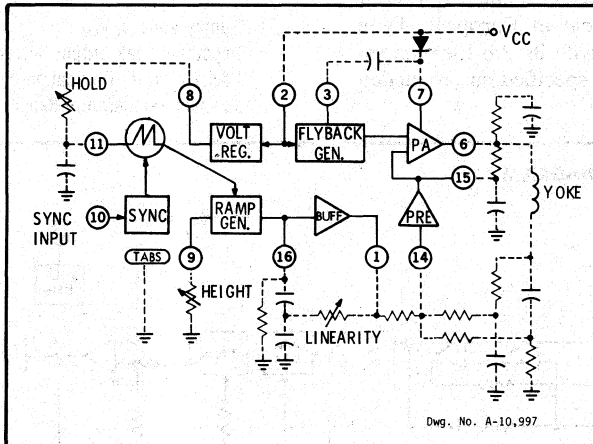 VCC
HOLD
8
2
3
7
11
VOLT
REG.
FLYBACK
GEN.
PA
6
15
YOKE
SYNC
INPUT
10
SYNC
RAMP
GEN.
BUFF
PRE
TABS
9
16
1
14
HEIGHT
LINEARITY
Dwg. No. A-10,997